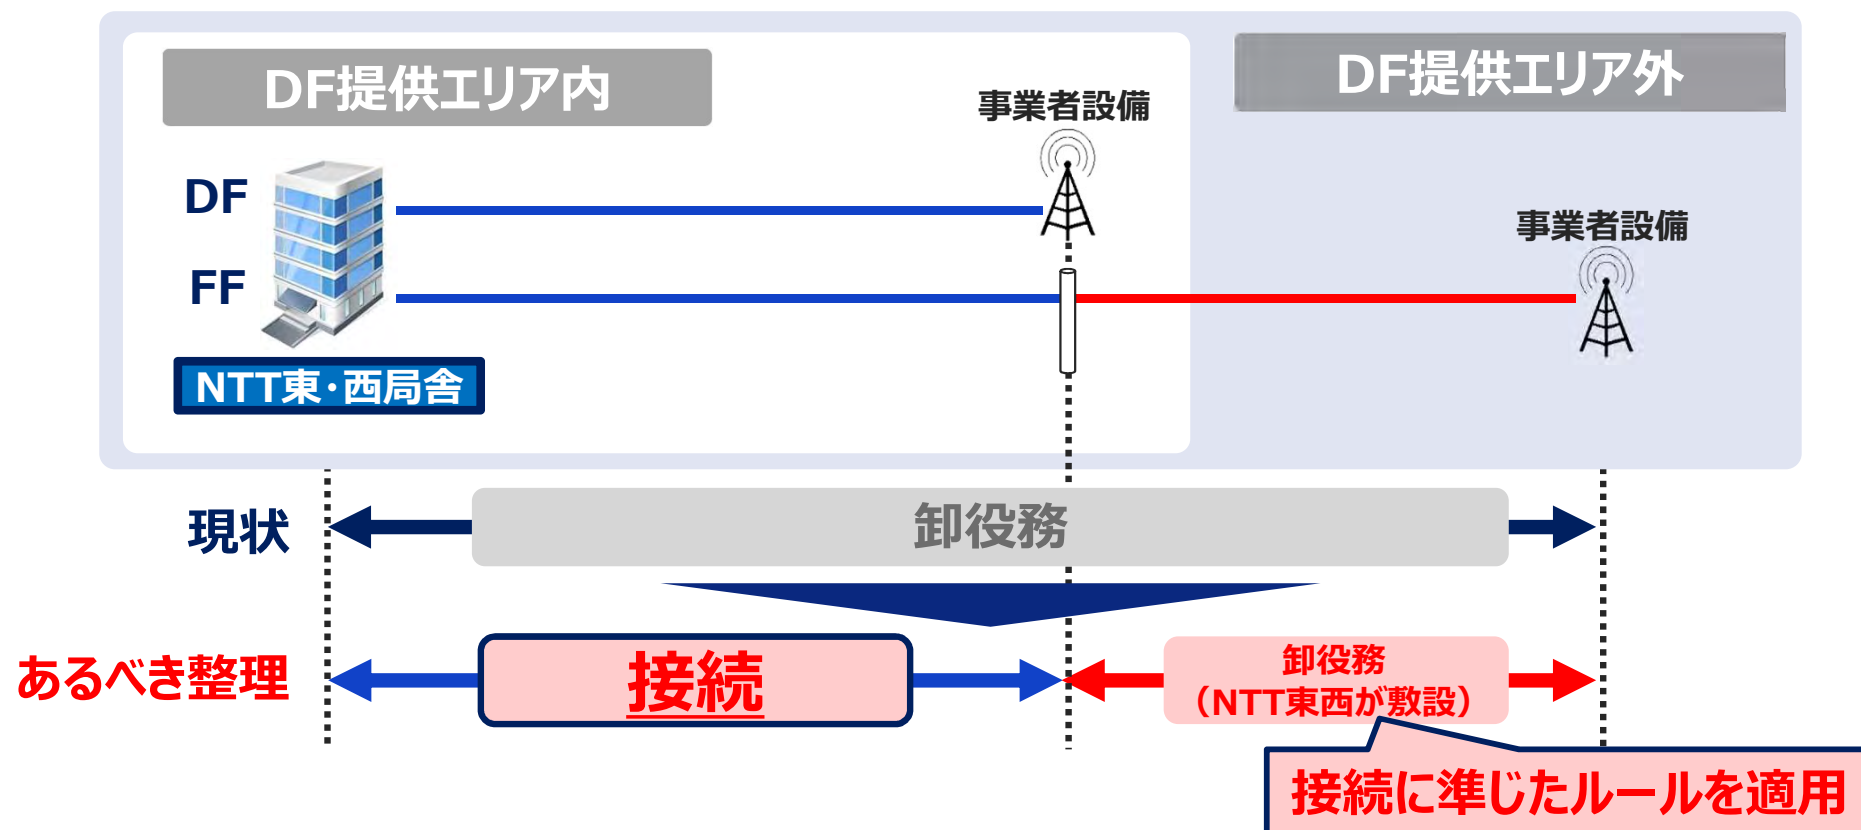 DF提供エリア内
DF提供エリア外
事業者設備
DF
事業者設備
FF
NTT東・西局舎
現状
卸役務
あるべき整理
接続
卸役務
（NTT東西が敷設）
接続に準じたルールを適用